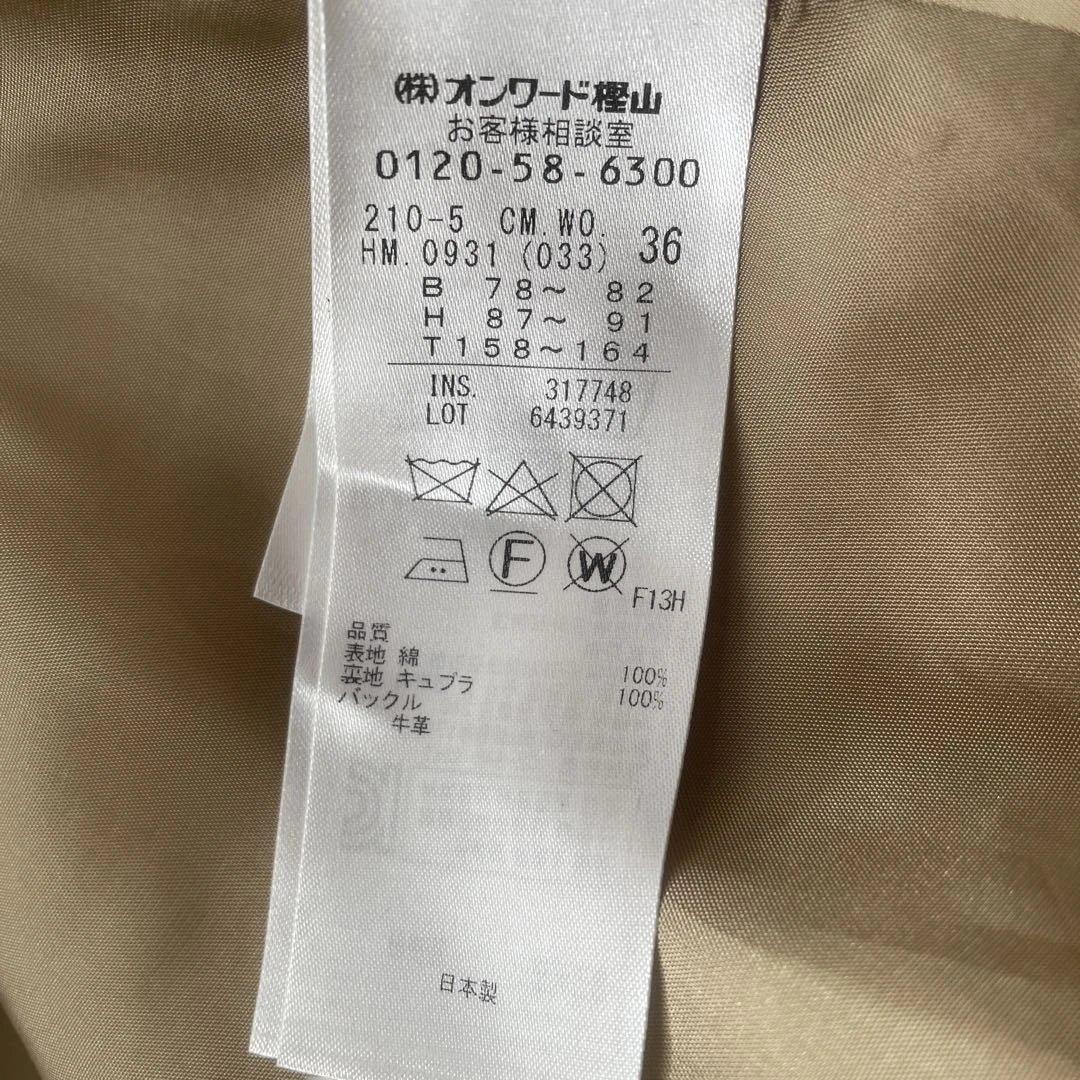 (株)オンワード樫山
お客様相談室
0120-58-6300
210-5 CM.WO.
HM.0931 (033) 36
B 78～ 82
H 87～ 91
T158～164
INS. 317748
LOT 6439371
F
W
F13H
品質
表地 綿 100%
裏地 キュプラ 100%
バックル
牛革
日本製